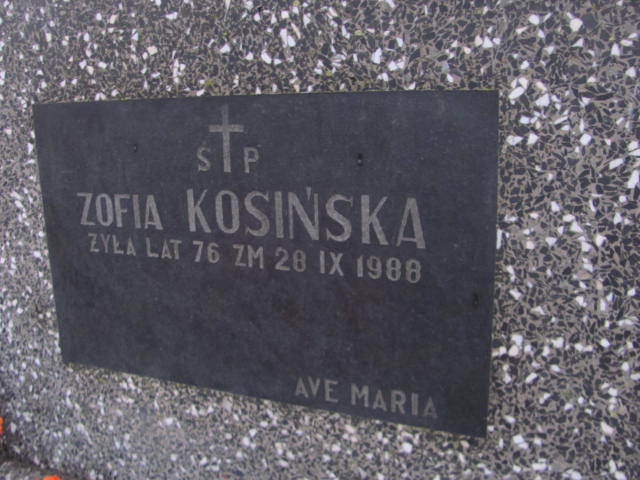 Ś P
ZOFIA KOSIŃSKA
ŻYŁA LAT 76 ZM 28 IX 1988
AVE MARIA